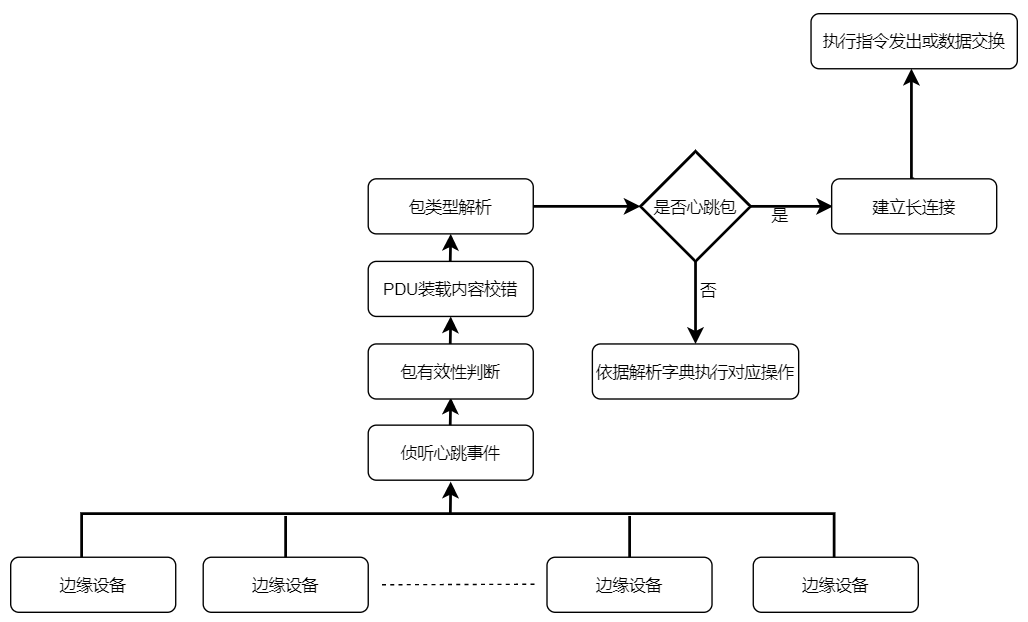 执行指令发出或数据交换
包类型解析
是否心跳包
是
建立长连接
PDU装载内容校错
否
包有效性判断
依据解析字典执行对应操作
侦听心跳事件
边缘设备
边缘设备
边缘设备
边缘设备